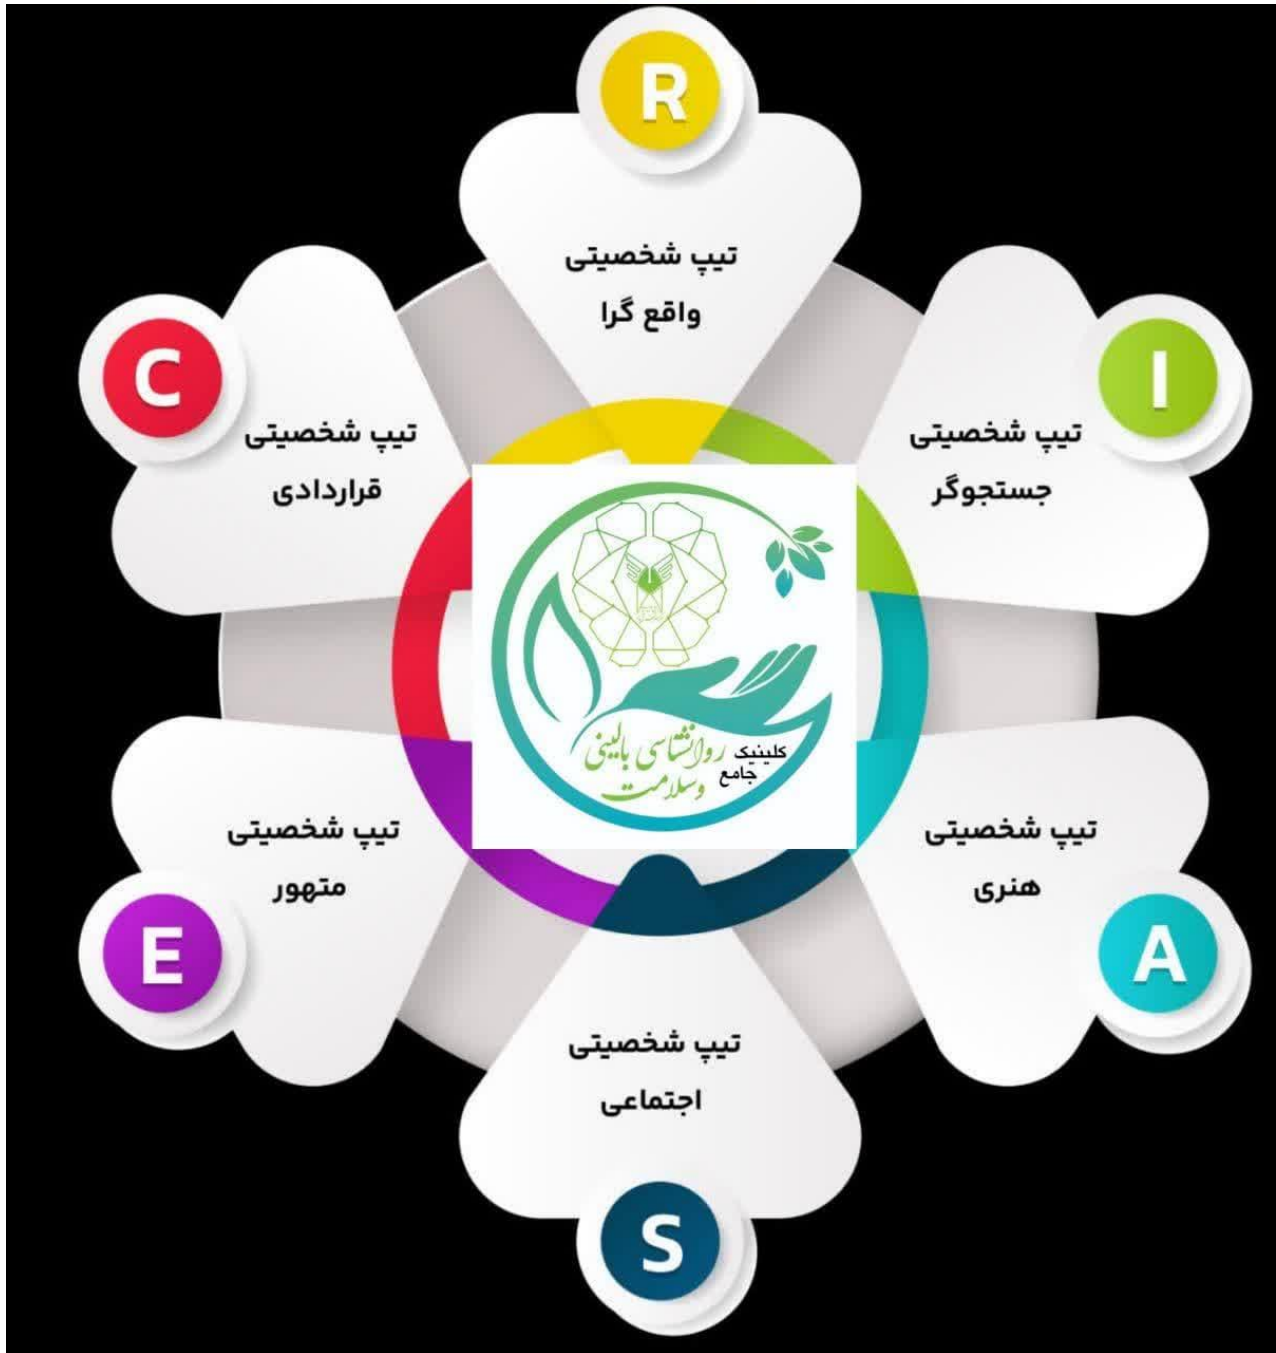 R
تیپ شخصیتی
واقع گرا
I
تیپ شخصیتی
جستجوگر
A
تیپ شخصیتی
هنری
S
تیپ شخصیتی
اجتماعی
E
تیپ شخصیتی
متهور
C
تیپ شخصیتی
قراردادی
کلینیک جامع
روانشناسی بالینی
وسلامت